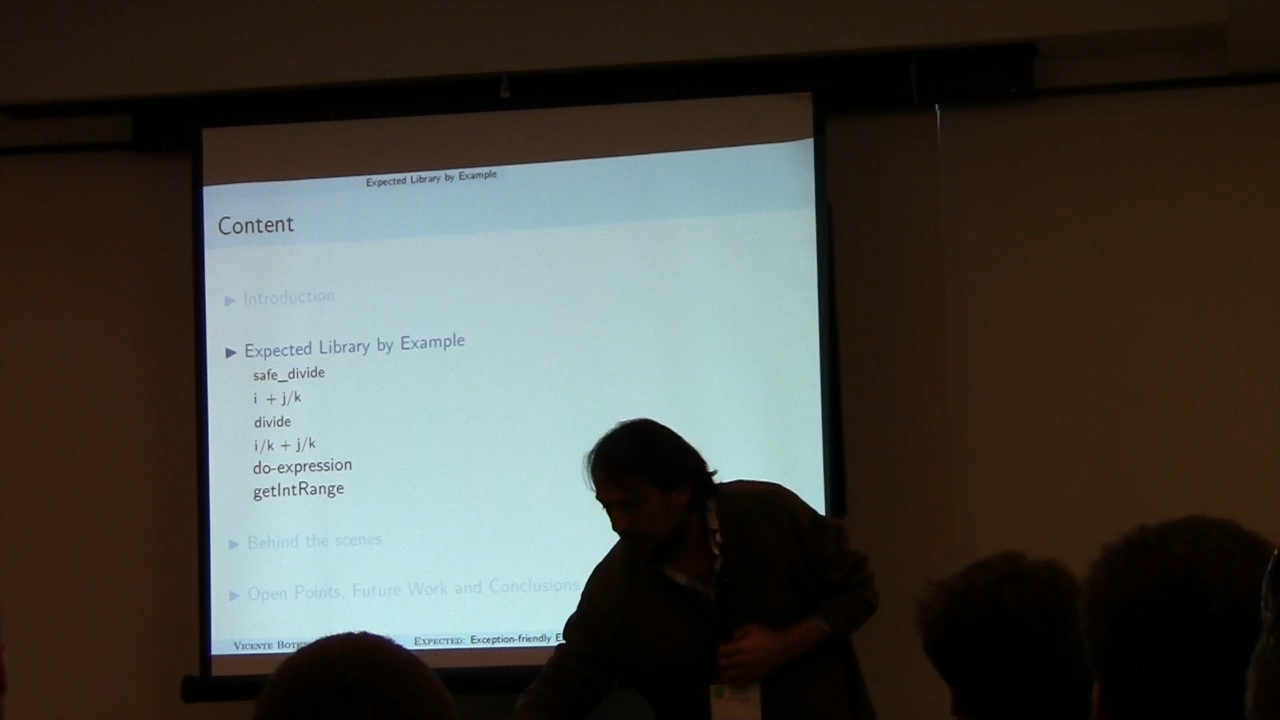 Expected Library by Example
Content
▶ Introduction
▶ Expected Library by Example
safe_divide
i + j/k
divide
i/k + j/k
do-expression
getIntRange
▶ Behind the scenes
▶ Open Points, Future Work and Conclusions
VICENTE EXPECTED: Exception-friendly